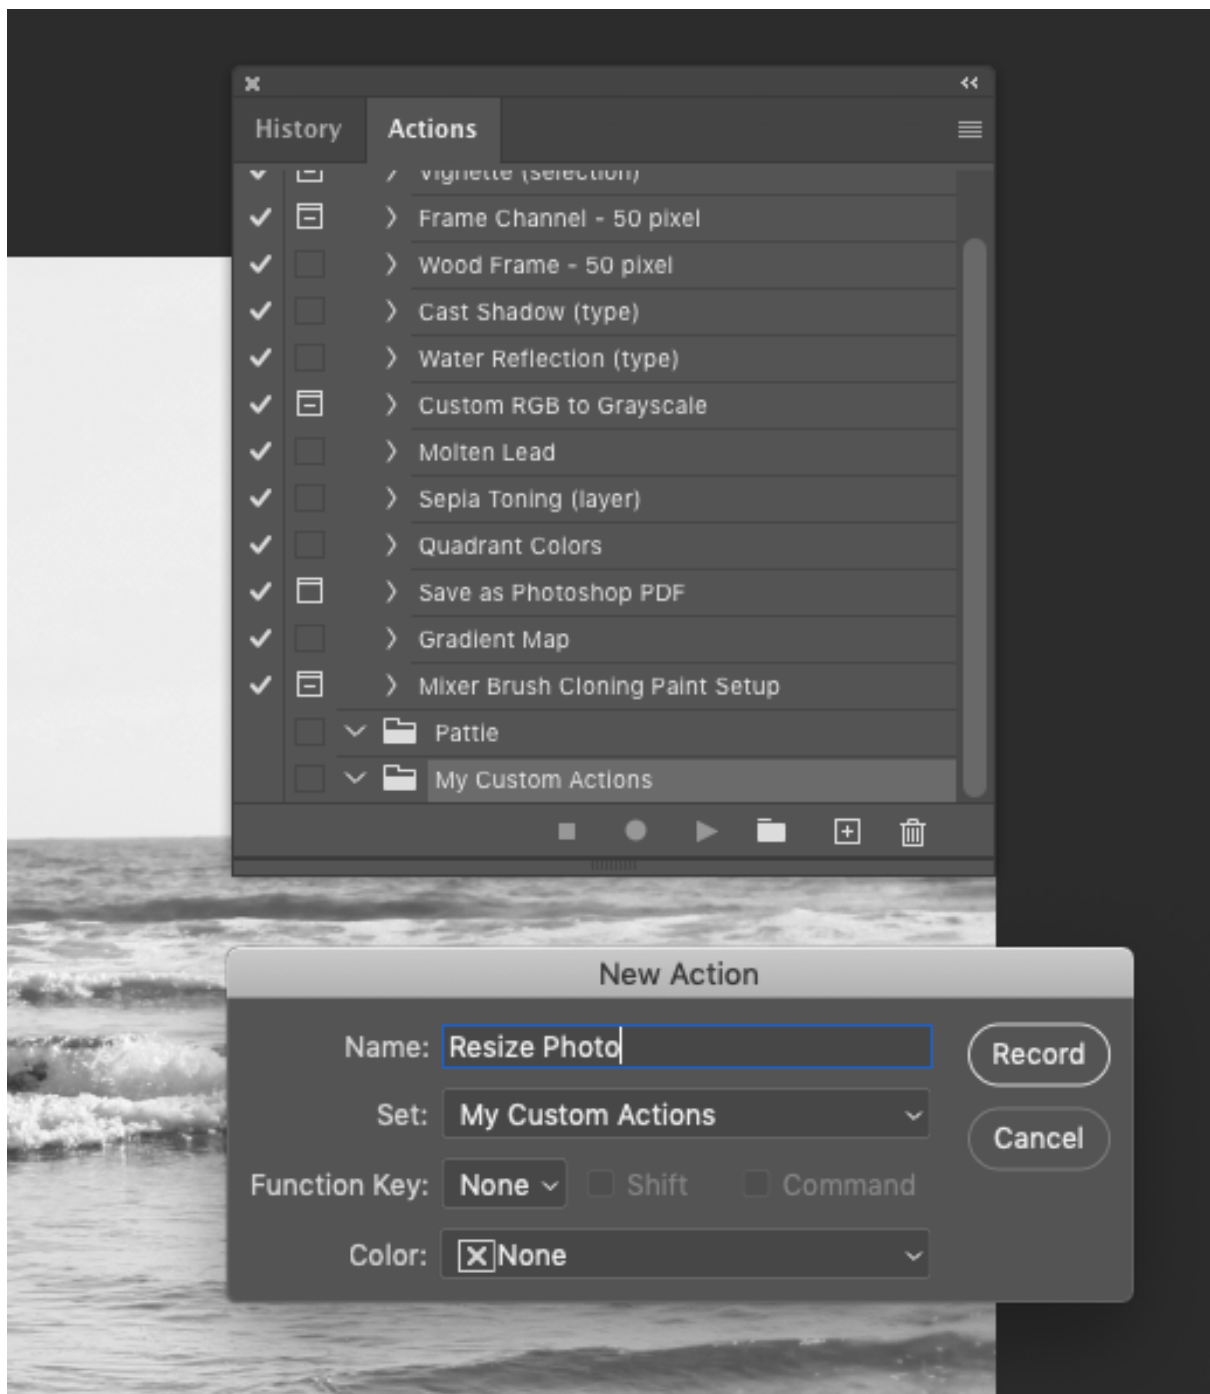 History
Actions
Vignette (selection)
Frame Channel - 50 pixel
Wood Frame - 50 pixel
Cast Shadow (type)
Water Reflection (type)
Custom RGB to Grayscale
Molten Lead
Sepia Toning (layer)
Quadrant Colors
Save as Photoshop PDF
Gradient Map
Mixer Brush Cloning Paint Setup
Pattie
My Custom Actions
New Action
Name: Resize Photo
Record
Set: My Custom Actions
Cancel
Function Key: None Shift Command
Color: None